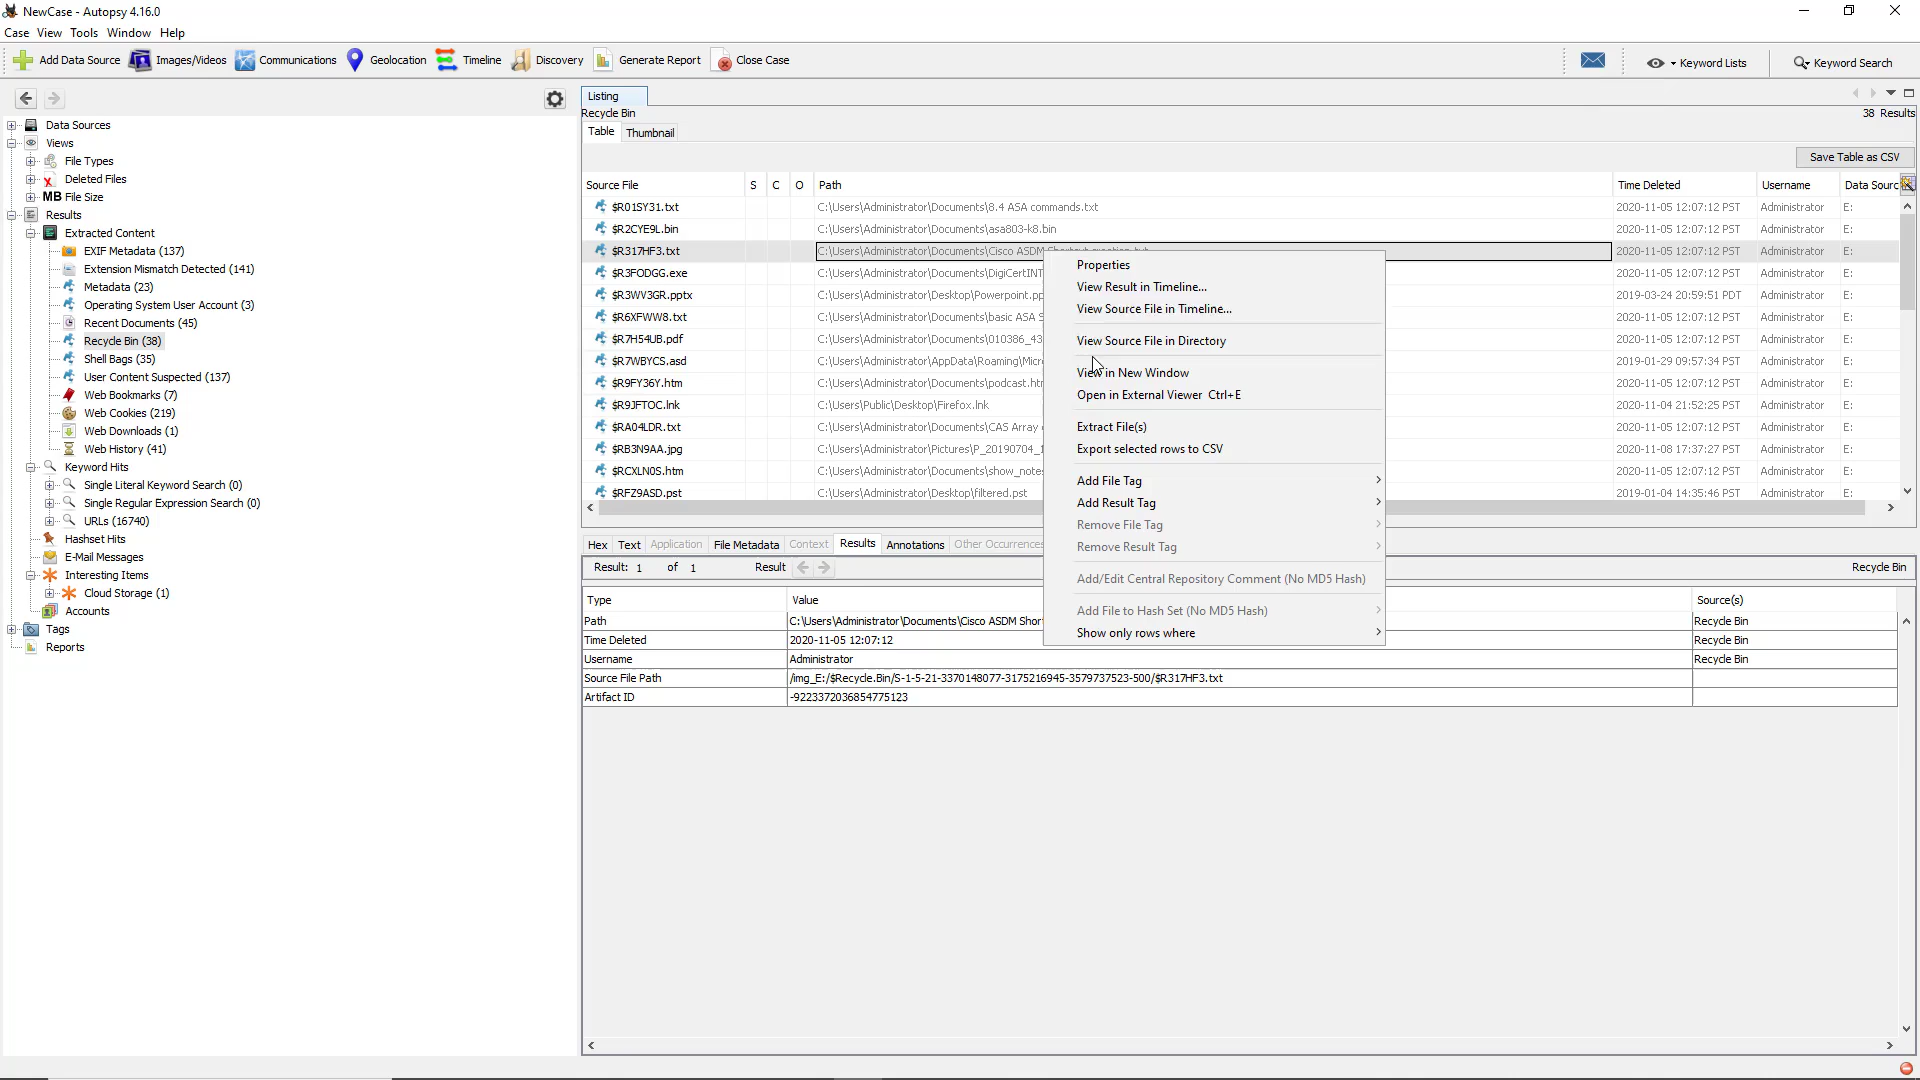 NewCase - Autopsy 4.16.0
Case View Tools Window Help
Add Data Source Images/Videos Communications Geolocation Timeline Discovery Generate Report Close Case Keyword Lists Keyword Search
Listing
Recycle Bin 38 Results
Table Thumbnail
Save Table as CSV
Source File S C O Path Time Deleted Username Data Sourc
$R01SY31.txt C:\Users\Administrator\Documents\8.4 ASA commands.txt 2020-11-05 12:07:12 PST Administrator E:
$R2CYE9L.bin C:\Users\Administrator\Documents\asa803-k8.bin 2020-11-05 12:07:12 PST Administrator E:
$R317HF3.txt C:\Users\Administrator\Documents\Cisco ASDM Shortcut creation.txt 2020-11-05 12:07:12 PST Administrator E:
$R3FODGG.exe C:\Users\Administrator\Documents\DigiCertINT 2020-11-05 12:07:12 PST Administrator E:
$R3WV3GR.pptx C:\Users\Administrator\Desktop\Powerpoint.pp 2019-03-24 20:59:51 PDT Administrator E:
$R6XFWW8.txt C:\Users\Administrator\Documents\basic ASA S 2020-11-05 12:07:12 PST Administrator E:
$R7H54UB.pdf C:\Users\Administrator\Documents\010386_43 2020-11-05 12:07:12 PST Administrator E:
$R7WBYCS.asd C:\Users\Administrator\AppData\Roaming\Micr 2019-01-29 09:57:34 PST Administrator E:
$R9FY36Y.htm C:\Users\Administrator\Documents\podcast.htm 2020-11-05 12:07:12 PST Administrator E:
$R9JFTOC.lnk C:\Users\Public\Desktop\Firefox.lnk 2020-11-04 21:52:25 PST Administrator E:
$RA04LDR.txt C:\Users\Administrator\Documents\CAS Array 2020-11-05 12:07:12 PST Administrator E:
$RB3N9AA.jpg C:\Users\Administrator\Pictures\P_20190704_1 2020-11-08 17:37:27 PST Administrator E:
$RCXLN0S.htm C:\Users\Administrator\Documents\show_notes 2020-11-05 12:07:12 PST Administrator E:
$RFZ9ASD.pst C:\Users\Administrator\Desktop\filtered.pst 2019-01-04 14:35:46 PST Administrator E:
Data Sources
Views
File Types
Deleted Files
MB File Size
Results
Extracted Content
EXIF Metadata (137)
Extension Mismatch Detected (141)
Metadata (23)
Operating System User Account (3)
Recent Documents (45)
Recycle Bin (38)
Shell Bags (35)
User Content Suspected (137)
Web Bookmarks (7)
Web Cookies (219)
Web Downloads (1)
Web History (41)
Keyword Hits
Single Literal Keyword Search (0)
Single Regular Expression Search (0)
URLs (16740)
Hashset Hits
E-Mail Messages
Interesting Items
Cloud Storage (1)
Accounts
Tags
Reports
Properties
View Result in Timeline...
View Source File in Timeline...
View Source File in Directory
View in New Window
Open in External Viewer Ctrl+E
Extract File(s)
Export selected rows to CSV
Add File Tag
Add Result Tag
Remove File Tag
Remove Result Tag
Add/Edit Central Repository Comment (No MD5 Hash)
Add File to Hash Set (No MD5 Hash)
Show only rows where
Hex Text Application File Metadata Context Results Annotations Other Occurrences
Result: 1 of 1 Result Recycle Bin
Type Value Source(s)
Path C:\Users\Administrator\Documents\Cisco ASDM Shor Recycle Bin
Time Deleted 2020-11-05 12:07:12 Recycle Bin
Username Administrator Recycle Bin
Source File Path /img_E:/$Recycle.Bin/S-1-5-21-3370148077-3175216945-3579737523-500/$R317HF3.txt
Artifact ID -9223372036854775123